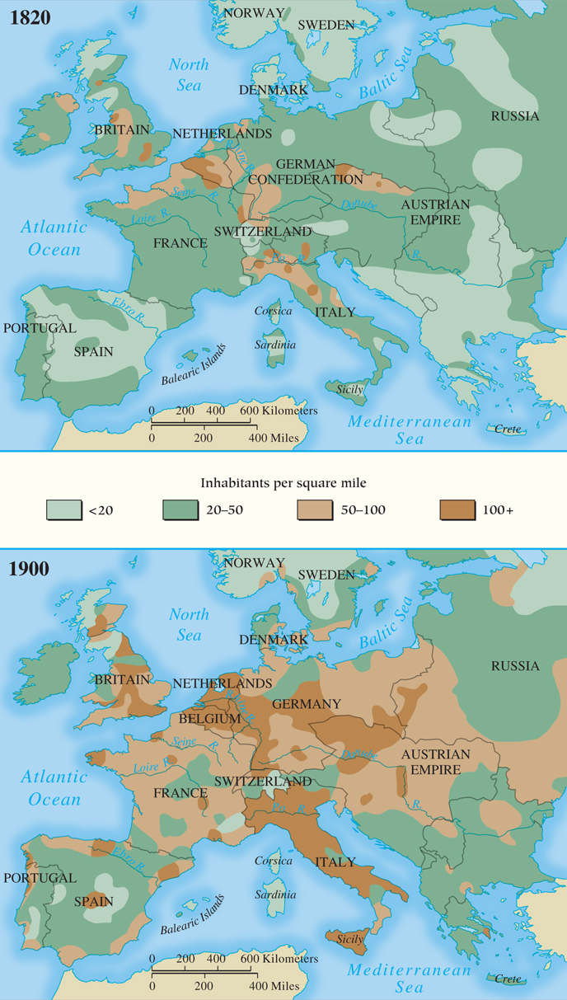 1820
NORWAY
SWEDEN
North
Sea
Baltic Sea
DENMARK
RUSSIA
BRITAIN
NETHERLANDS
Rhine R.
GERMAN
CONFEDERATION
Seine R.
Danube
R.
Loire R.
AUSTRIAN
EMPIRE
Atlantic
Ocean
SWITZERLAND
FRANCE
Po R.
Ebro R.
Corsica
ITALY
PORTUGAL
SPAIN
Sardinia
Balearic Islands
Sicily
0 200 400 600 Kilometers
0 200 400 Miles
Mediterranean
Sea
Crete
Inhabitants per square mile
<20
20–50
50–100
100+
1900
NORWAY
SWEDEN
North
Sea
Baltic Sea
DENMARK
RUSSIA
BRITAIN
NETHERLANDS
Rhine R.
GERMANY
BELGIUM
Seine R.
Danube
R.
Loire R.
AUSTRIAN
EMPIRE
Atlantic
Ocean
SWITZERLAND
FRANCE
Po R.
Ebro R.
Corsica
ITALY
PORTUGAL
SPAIN
Sardinia
Balearic Islands
Sicily
0 200 400 600 Kilometers
0 200 400 Miles
Mediterranean
Sea
Crete